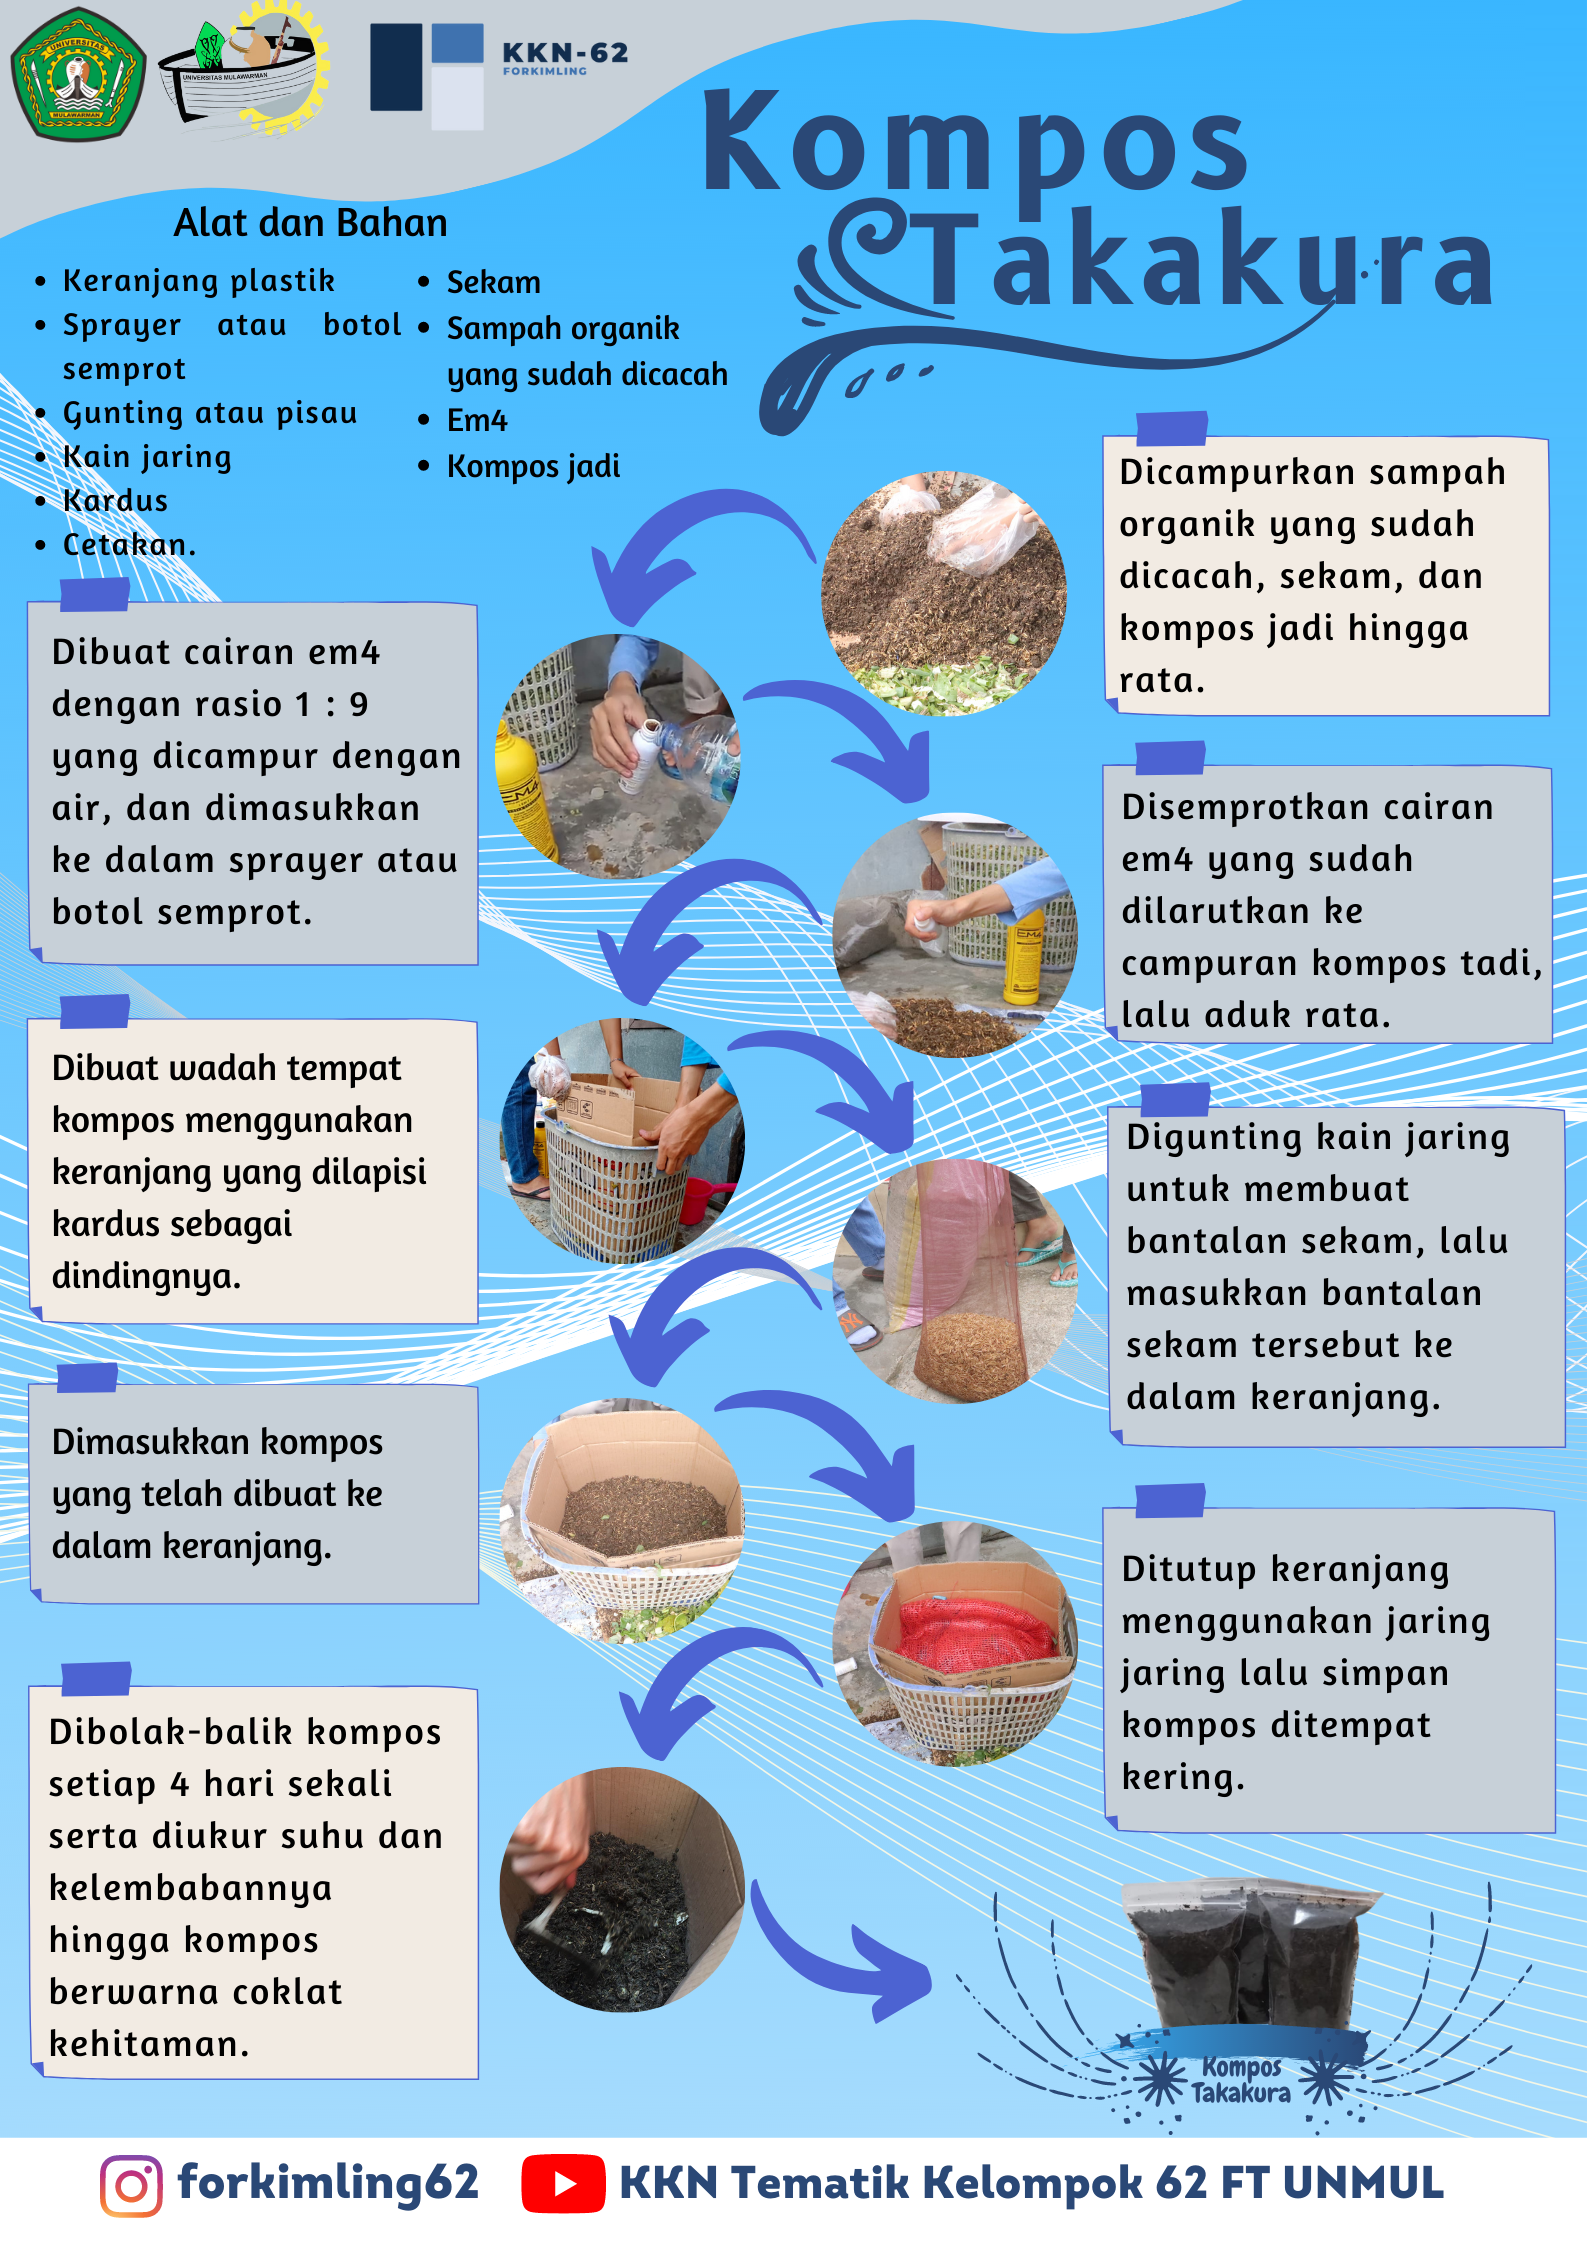 UNIVERSITAS
MULAWARMAN
UNIVERSITAS MULAWARMAN
KKN-62
FORKIMLING
Kompos
Takakura
Alat dan Bahan
• Keranjang plastik
• Sprayer atau botol
semprot
• Gunting atau pisau
• Kain jaring
• Kardus
• Cetakan.
• Sekam
• Sampah organik
yang sudah dicacah
• Em4
• Kompos jadi
Dicampurkan sampah
organik yang sudah
dicacah, sekam, dan
kompos jadi hingga
rata.
Dibuat cairan em4
dengan rasio 1 : 9
yang dicampur dengan
air, dan dimasukkan
ke dalam sprayer atau
botol semprot.
EM4
Disemprotkan cairan
em4 yang sudah
dilarutkan ke
campuran kompos tadi,
lalu aduk rata.
EM4
Dibuat wadah tempat
kompos menggunakan
keranjang yang dilapisi
kardus sebagai
dindingnya.
Digunting kain jaring
untuk membuat
bantalan sekam, lalu
masukkan bantalan
sekam tersebut ke
dalam keranjang.
Dimasukkan kompos
yang telah dibuat ke
dalam keranjang.
Ditutup keranjang
menggunakan jaring
jaring lalu simpan
kompos ditempat
kering.
Dibolak-balik kompos
setiap 4 hari sekali
serta diukur suhu dan
kelembabannya
hingga kompos
berwarna coklat
kehitaman.
Kompos
Takakura
forkimling62
KKN Tematik Kelompok 62 FT UNMUL